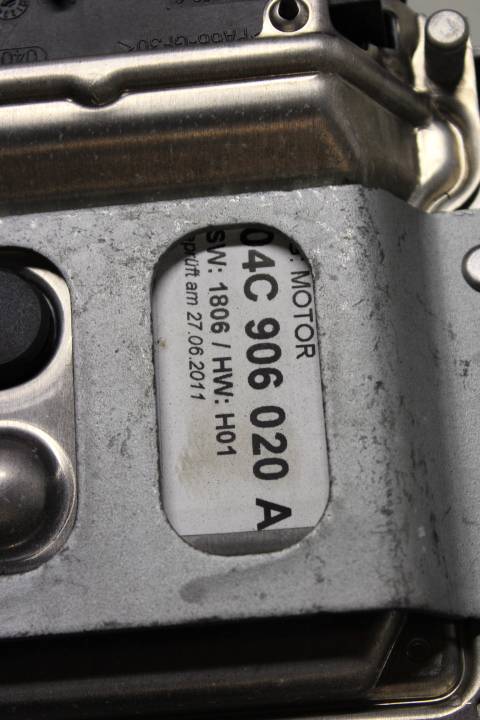 MOTOR
04C 906 020 A
SW: 1806 / HW: H01
am 27.06.2011